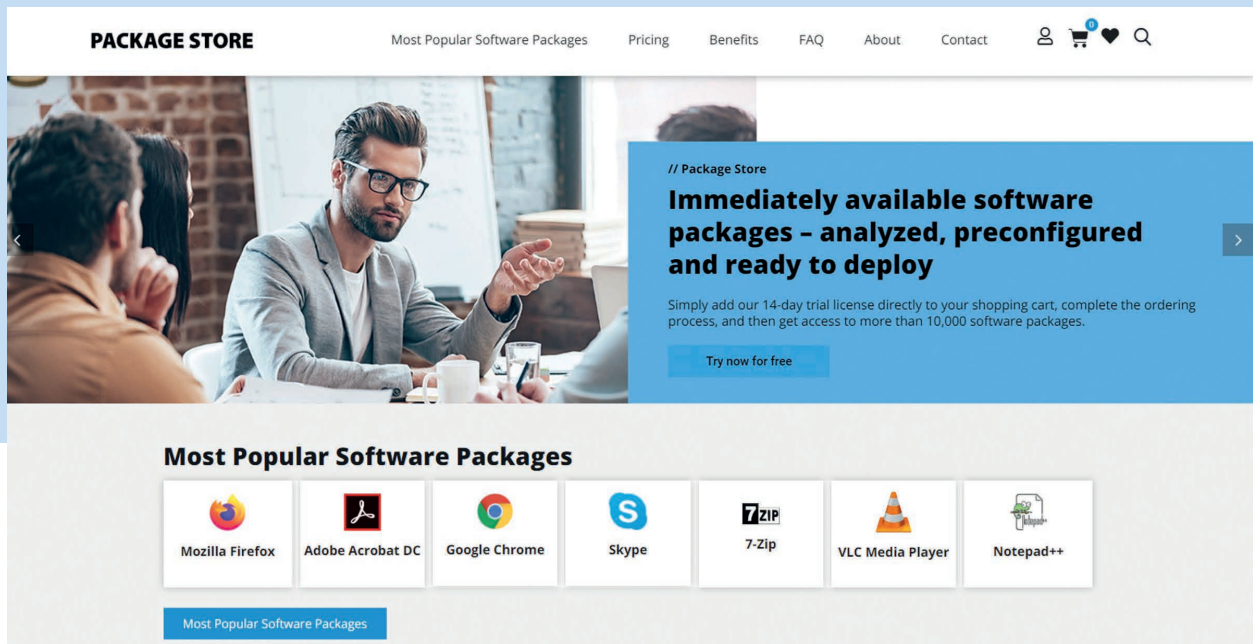 PACKAGE STORE
Most Popular Software Packages
Pricing
Benefits
FAQ
About
Contact
0
// Package Store
Immediately available software
packages – analyzed, preconfigured
and ready to deploy
Simply add our 14-day trial license directly to your shopping cart, complete the ordering
process, and then get access to more than 10,000 software packages.
Try now for free
Most Popular Software Packages
Mozilla Firefox
Adobe Acrobat DC
Google Chrome
S
Skype
7ZIP
7-Zip
VLC Media Player
Notepad++
Notepad++
Most Popular Software Packages